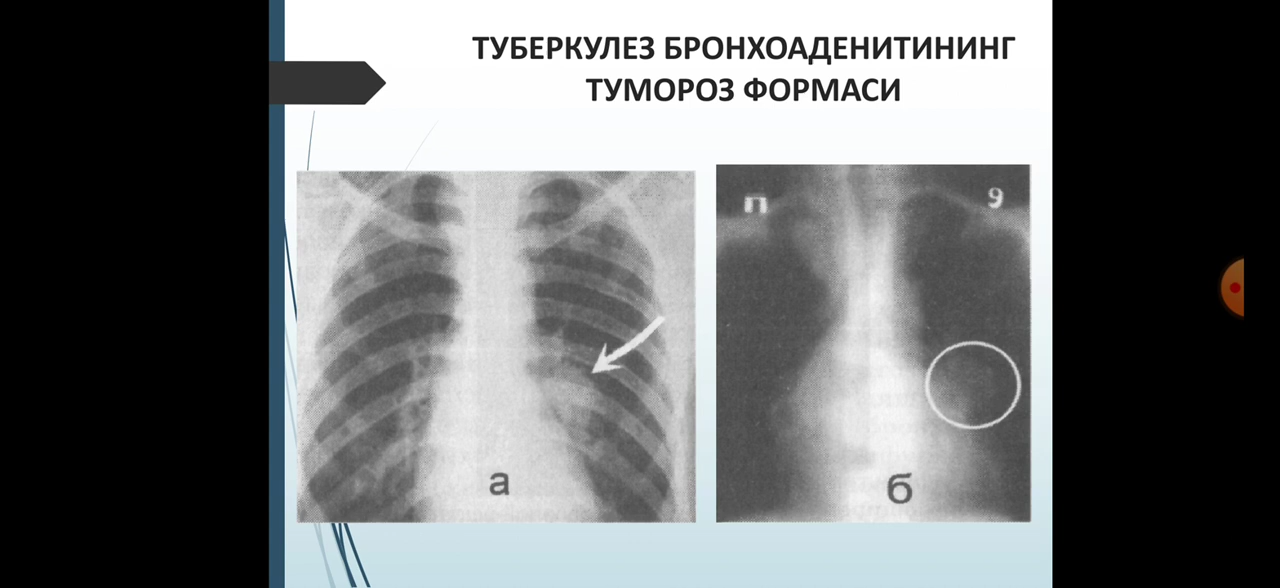 ТУБЕРКУЛЕЗ БРОНХОАДЕНИТИНИНГ
ТУМОРОЗ ФОРМАСИ
П 9
а
б